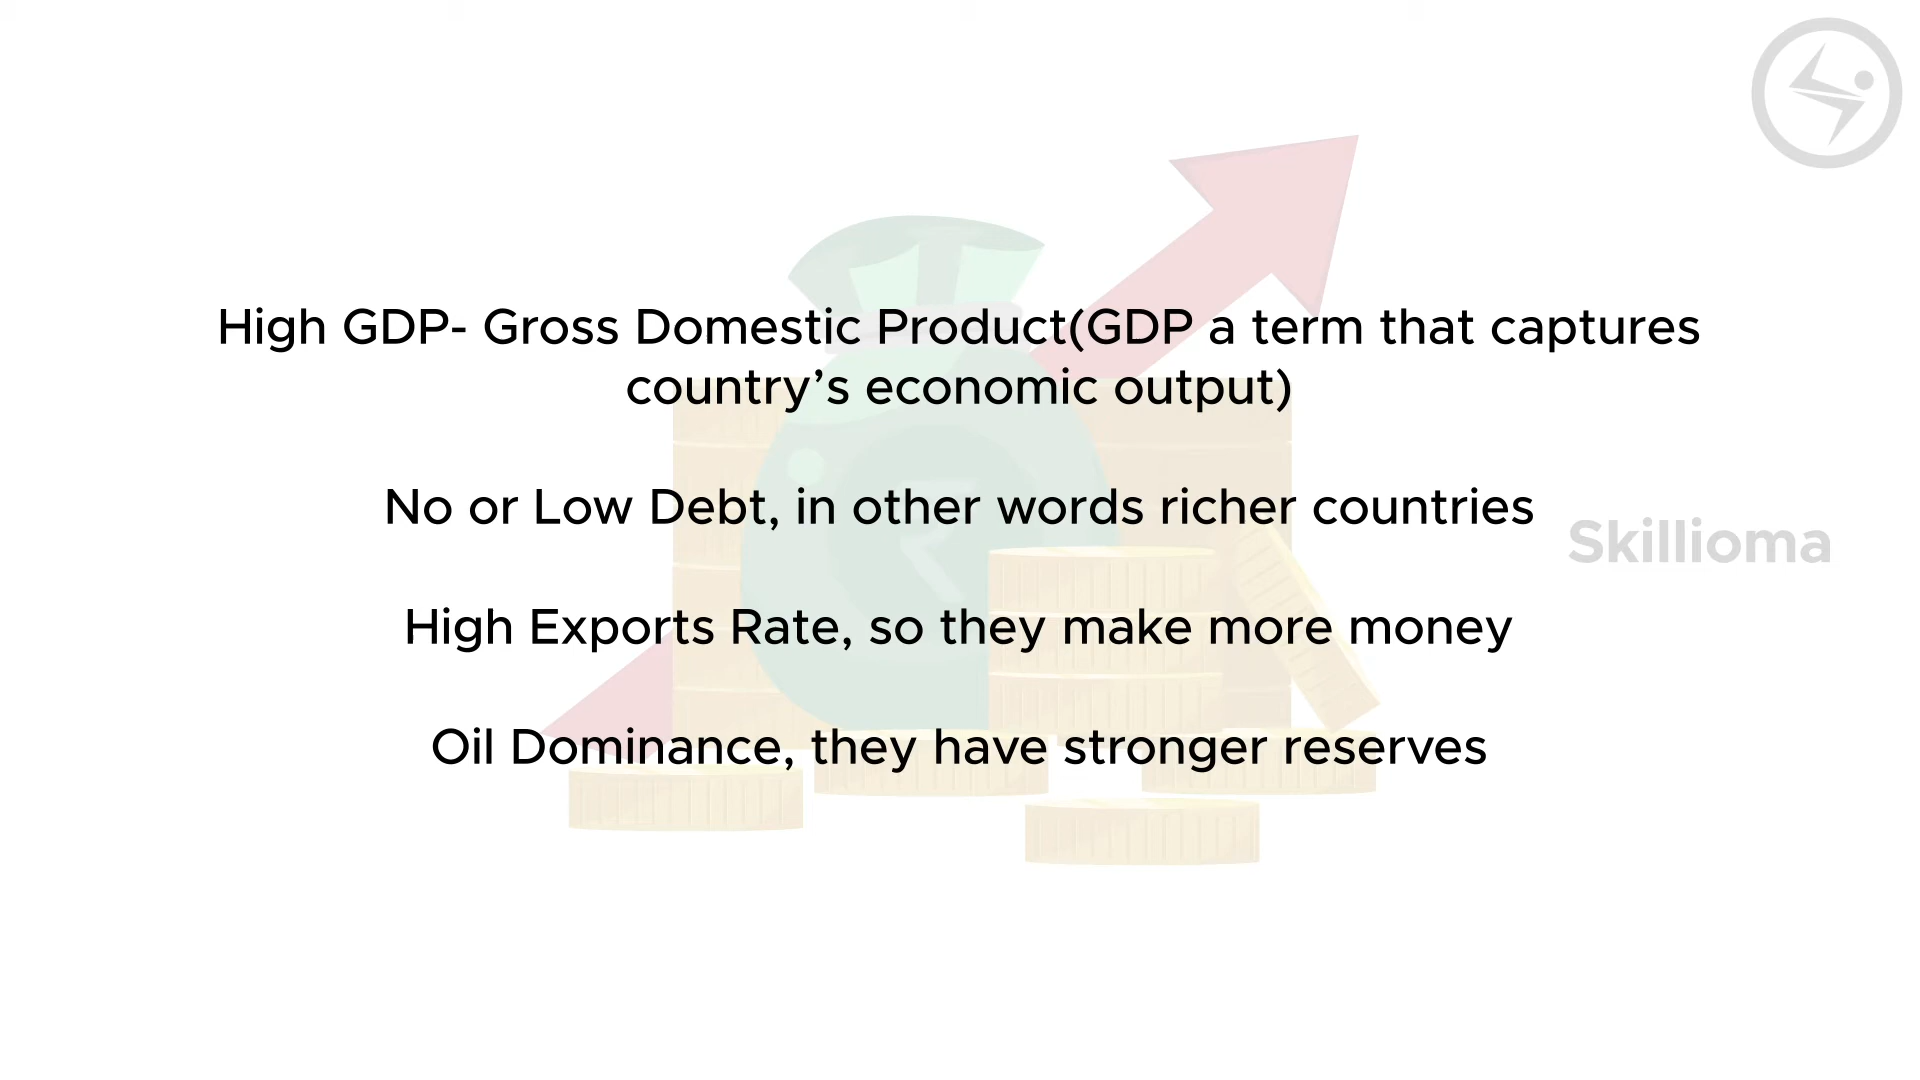 High GDP- Gross Domestic Product(GDP a term that captures
country’s economic output)
No or Low Debt, in other words richer countries
Skillioma
High Exports Rate, so they make more money
Oil Dominance, they have stronger reserves